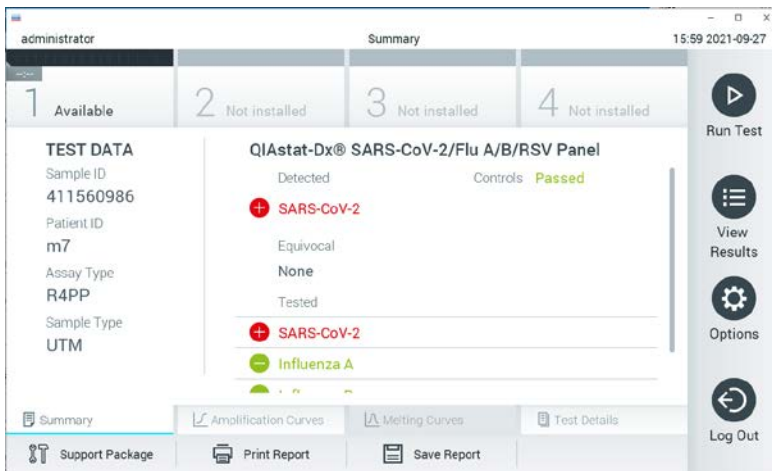 administrator Summary 15:59 2021-09-27
1 Available
2 Not installed
3 Not installed
4 Not installed
Run Test
TEST DATA
Sample ID
411560986
Patient ID
m7
Assay Type
R4PP
Sample Type
UTM
QIAstat-Dx® SARS-CoV-2/Flu A/B/RSV Panel
Detected Controls Passed
SARS-CoV-2
Equivocal
None
Tested
SARS-CoV-2
Influenza A
View
Results
Options
Log Out
Summary
Amplification Curves
Melting Curves
Test Details
Support Package
Print Report
Save Report